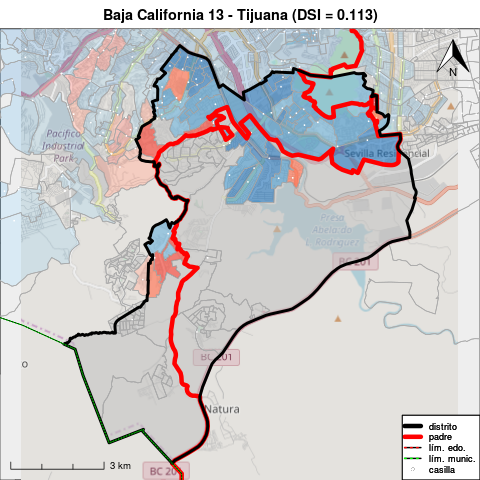 Baja California 13 - Tijuana (DSI = 0.113)
N
Pacifico
Industrial
Park
Sevilla Residencial
Presa
Abelardo
L. Rodríguez
BC 201
BC 201
Natura
BC 201
3 km
distrito
padre
lím. edo.
lím. munic.
casilla